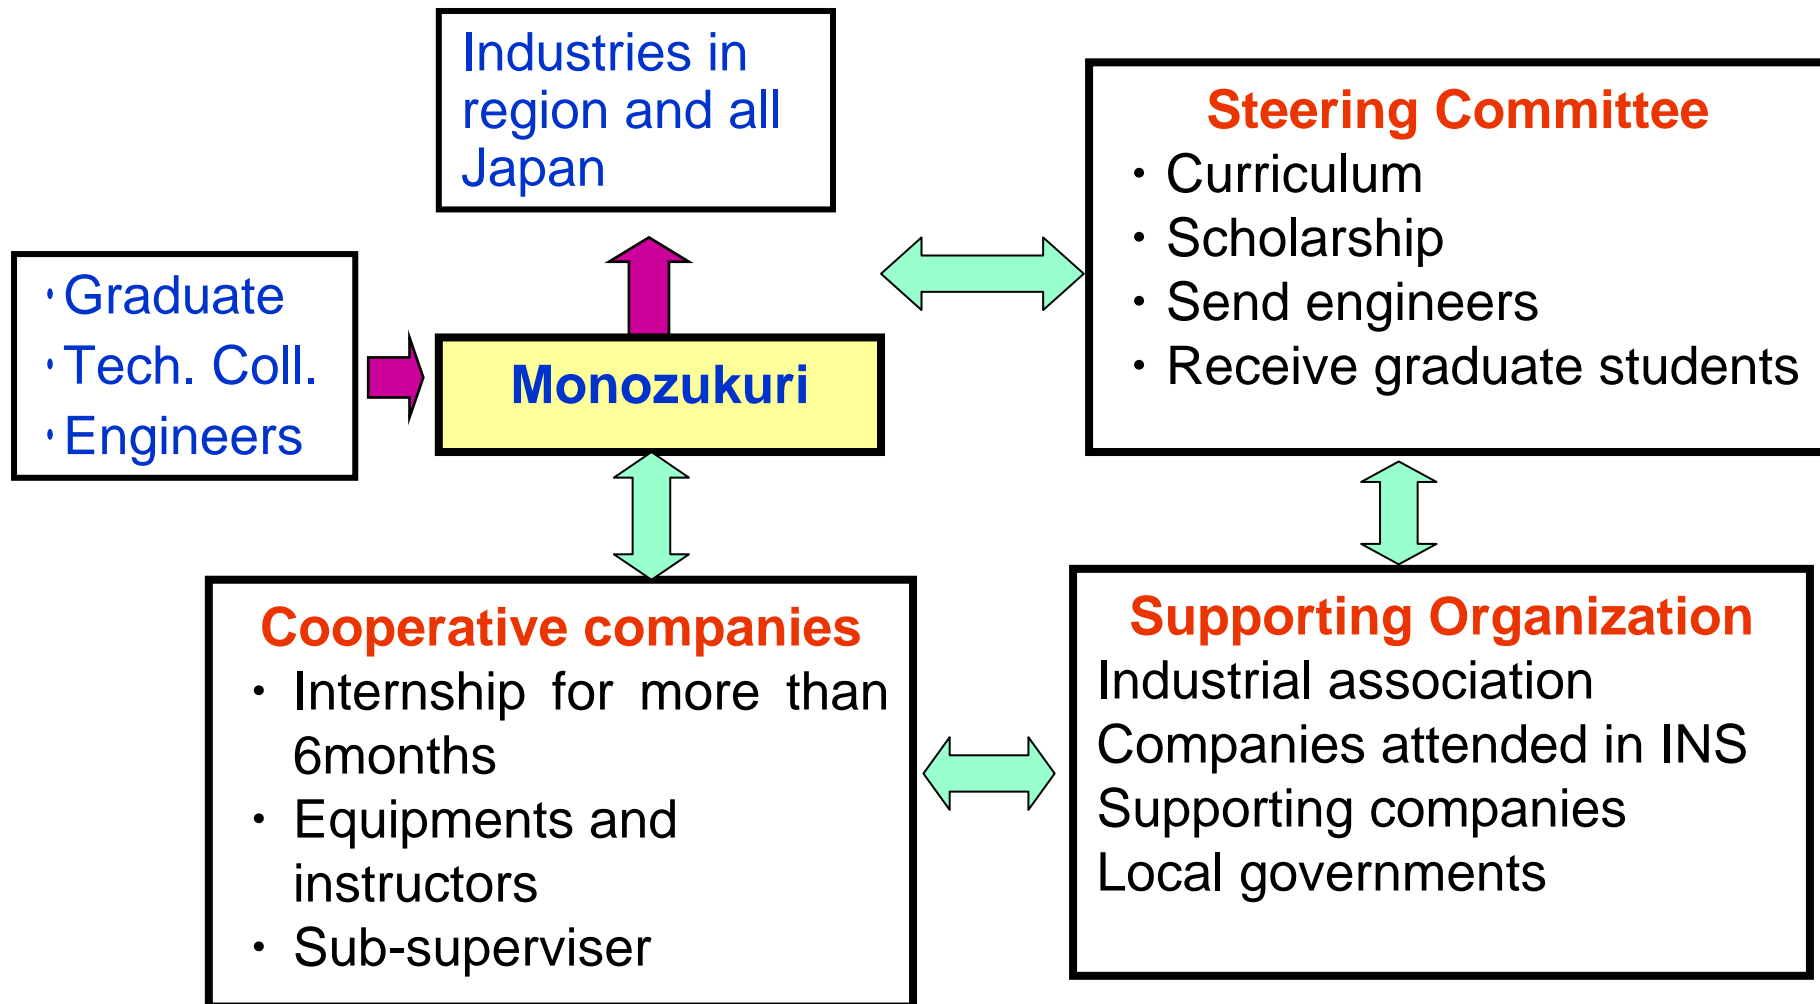 Industries in
region and all
Japan
・Graduate
・Tech. Coll.
・Engineers
Monozukuri
Steering Committee
・Curriculum
・Scholarship
・Send engineers
・Receive graduate students
Cooperative companies
・Internship for more than
6months
・Equipments and
instructors
・Sub-superviser
Supporting Organization
Industrial association
Companies attended in INS
Supporting companies
Local governments